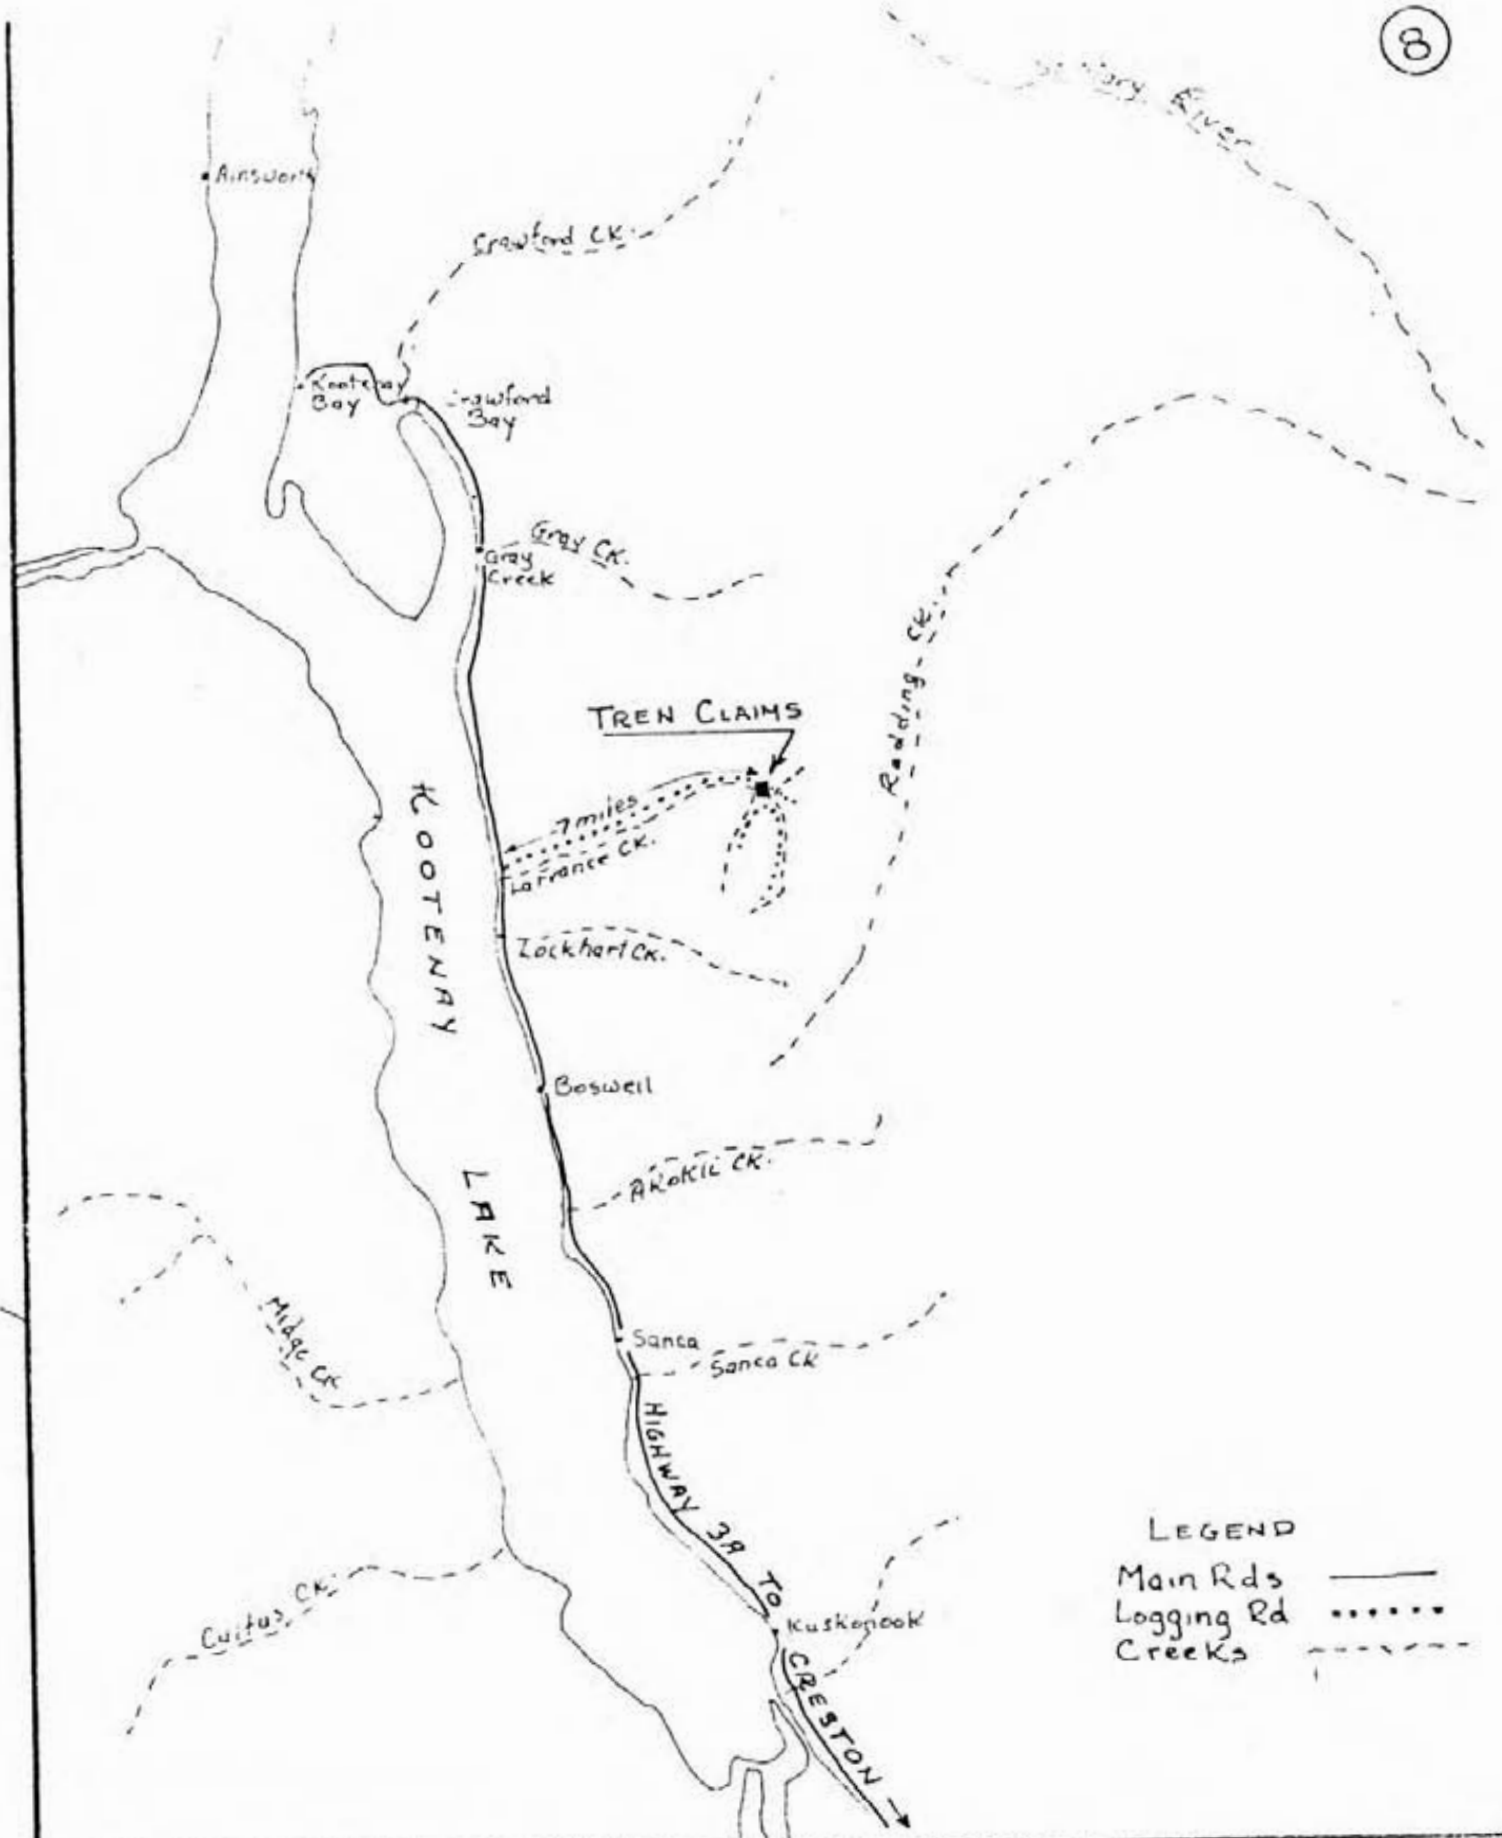 8
River
Ainsworth
Crawford CK.
Kootenay
Bay
Crawford
Bay
Gray CK.
Gray
Creek
TREN CLAIMS
7 miles
Larrance CK.
Redding CK.
Lockhart CK.
KOOTENAY
LAKE
Boswell
AKOKLI CK.
Midge CK
Sanca
Sanca CK
HIGHWAY 3A TO
CRESTON
Cultus CK.
Kuskonook
LEGEND
Main Rds
Logging Rd
Creeks